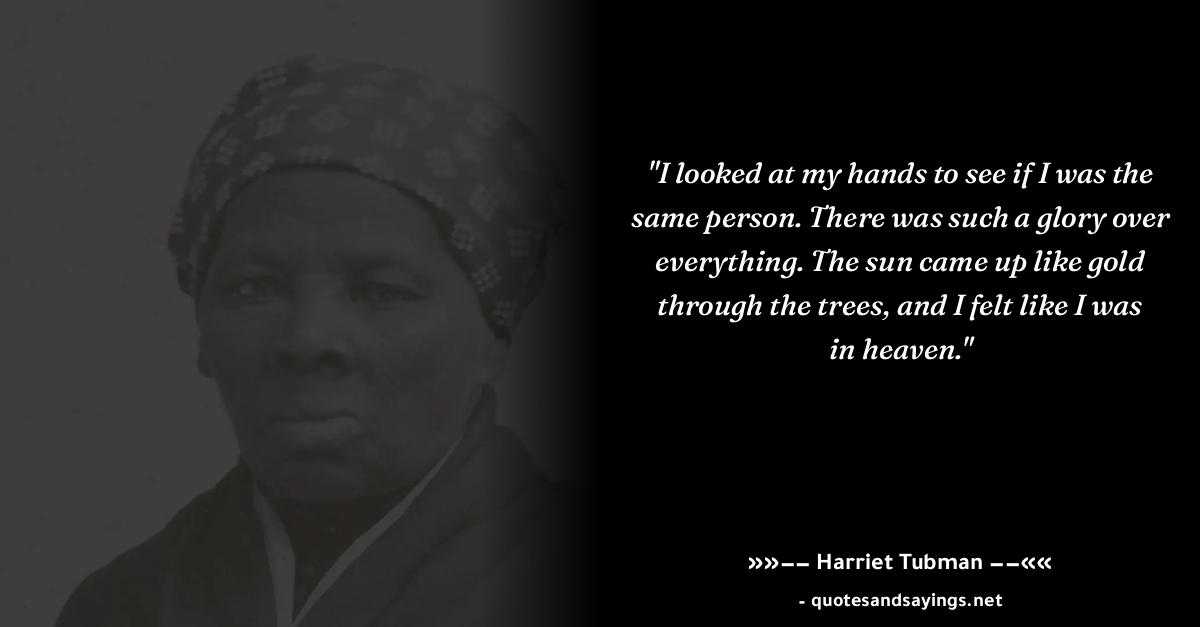 "I looked at my hands to see if I was the
same person. There was such a glory over
everything. The sun came up like gold
through the trees, and I felt like I was
in heaven."
»»−− Harriet Tubman −−««
- quotesandsayings.net